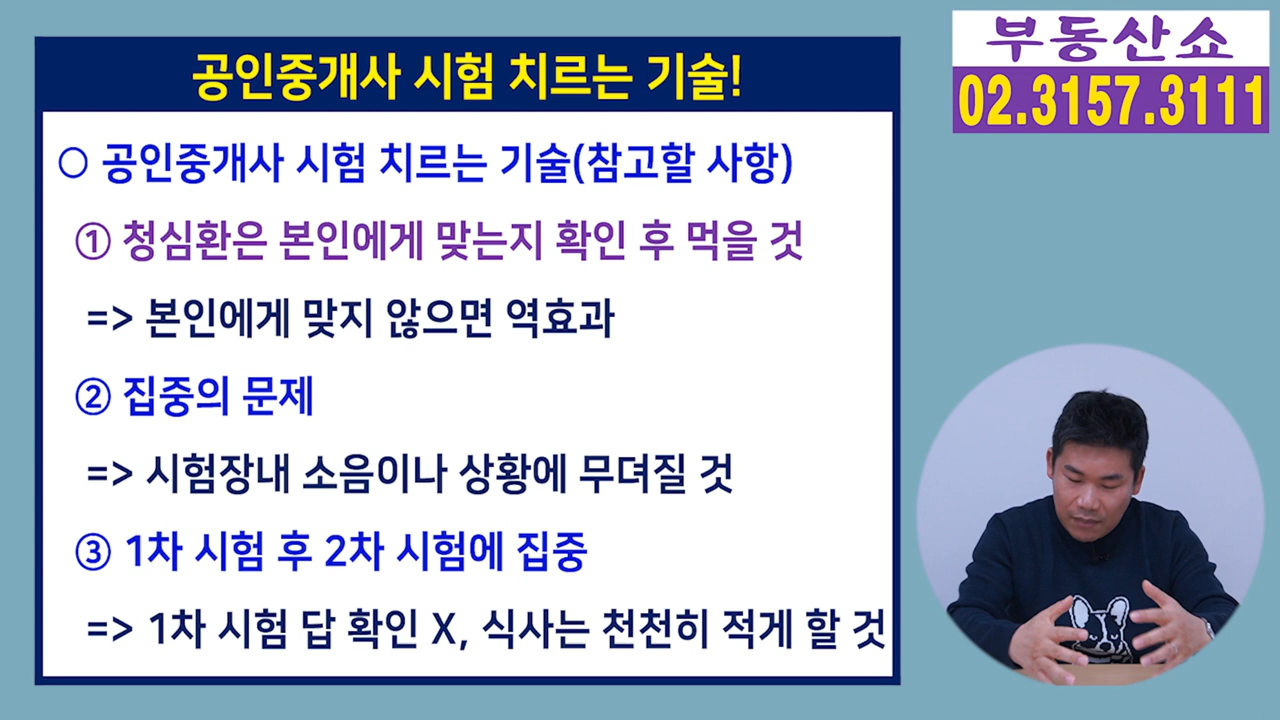 부동산쇼
02.3157.3111
공인중개사 시험 치르는 기술!
○ 공인중개사 시험 치르는 기술(참고할 사항)
① 청심환은 본인에게 맞는지 확인 후 먹을 것
=> 본인에게 맞지 않으면 역효과
② 집중의 문제
=> 시험장내 소음이나 상황에 무뎌질 것
③ 1차 시험 후 2차 시험에 집중
=> 1차 시험 답 확인 X, 식사는 천천히 적게 할 것